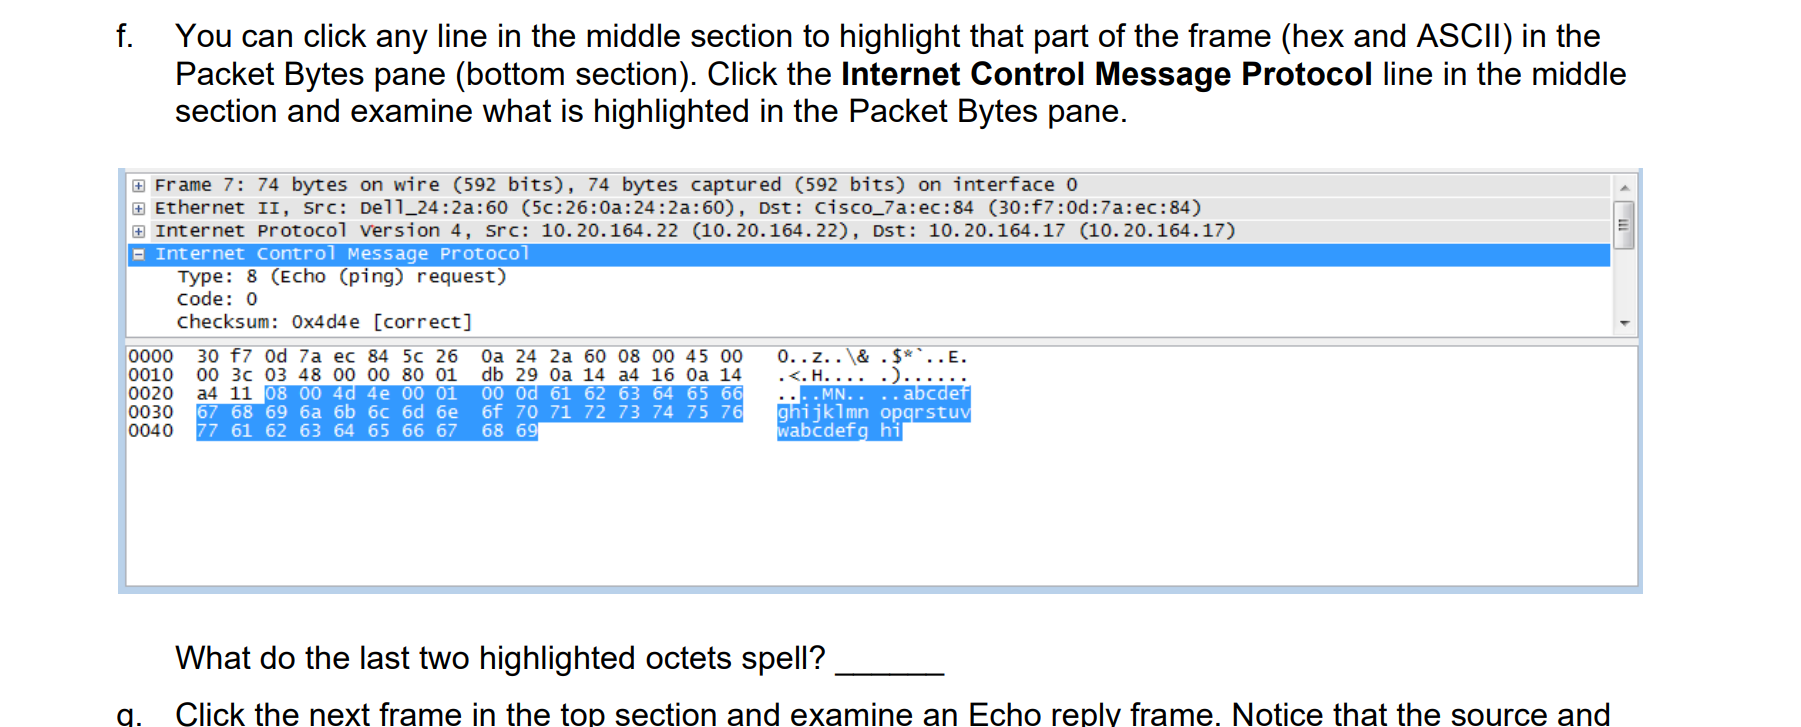 f. You can click any line in the middle section to highlight that part of the frame (hex and ASCII) in the
Packet Bytes pane (bottom section). Click the Internet Control Message Protocol line in the middle
section and examine what is highlighted in the Packet Bytes pane.
Frame 7: 74 bytes on wire (592 bits), 74 bytes captured (592 bits) on interface 0
Ethernet II, Src: Dell_24:2a:60 (5c:26:0a:24:2a:60), Dst: Cisco_7a:ec:84 (30:f7:0d:7a:ec:84)
Internet Protocol Version 4, Src: 10.20.164.22 (10.20.164.22), Dst: 10.20.164.17 (10.20.164.17)
Internet Control Message Protocol
Type: 8 (Echo (ping) request)
Code: 0
Checksum: 0x4d4e [correct]
0000 30 f7 0d 7a ec 84 5c 26 0a 24 2a 60 08 00 45 00 0..z..\& .$*`..E.
0010 00 3c 03 48 00 00 80 01 db 29 0a 14 a4 16 0a 14 .<.H.... .)......
0020 a4 11 08 00 4d 4e 00 01 00 0d 61 62 63 64 65 66 ....MN.. ..abcdef
0030 67 68 69 6a 6b 6c 6d 6e 6f 70 71 72 73 74 75 76 ghijklmn opqrstuv
0040 77 61 62 63 64 65 66 67 68 69 wabcdefg hi
What do the last two highlighted octets spell? ______
g. Click the next frame in the top section and examine an Echo reply frame. Notice that the source and